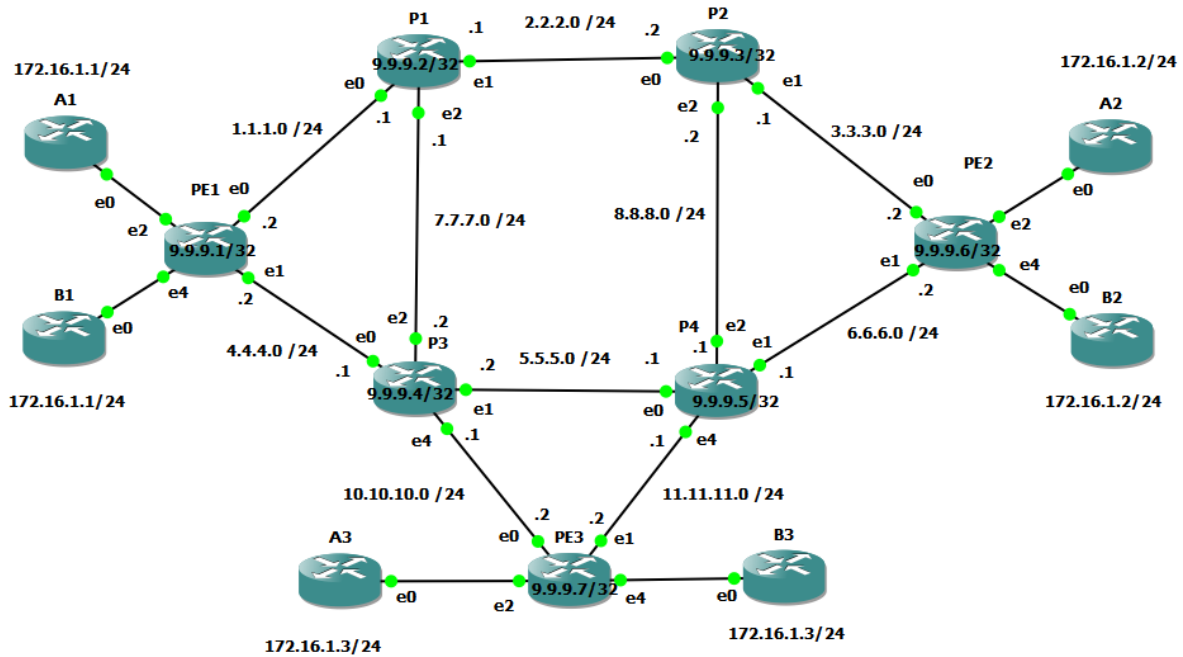 P1
2.2.2.0 /24
P2
.1
.2
9.9.9.2/32
9.9.9.3/32
172.16.1.1/24
172.16.1.2/24
e0
e1
e0
e1
A1
A2
.1
e2
e2
.1
1.1.1.0 /24
.1
.2
3.3.3.0 /24
PE1
e0
e0
PE2
e0
e0
e2
.2
7.7.7.0 /24
8.8.8.0 /24
.2
e2
9.9.9.1/32
9.9.9.6/32
B1
e4
e1
e1
e4
e0
B2
e0
.2
.2
4.4.4.0 /24
e0
e2
.2
P3
P4
e2
.1
e1
6.6.6.0 /24
172.16.1.1/24
.1
.2
5.5.5.0 /24
.1
.1
172.16.1.2/24
9.9.9.4/32
9.9.9.5/32
e1
e0
e4
.1
.1
e4
10.10.10.0 /24
11.11.11.0 /24
.2
.2
A3
e0
PE3
e1
B3
9.9.9.7/32
e0
e2
e4
e0
172.16.1.3/24
172.16.1.3/24